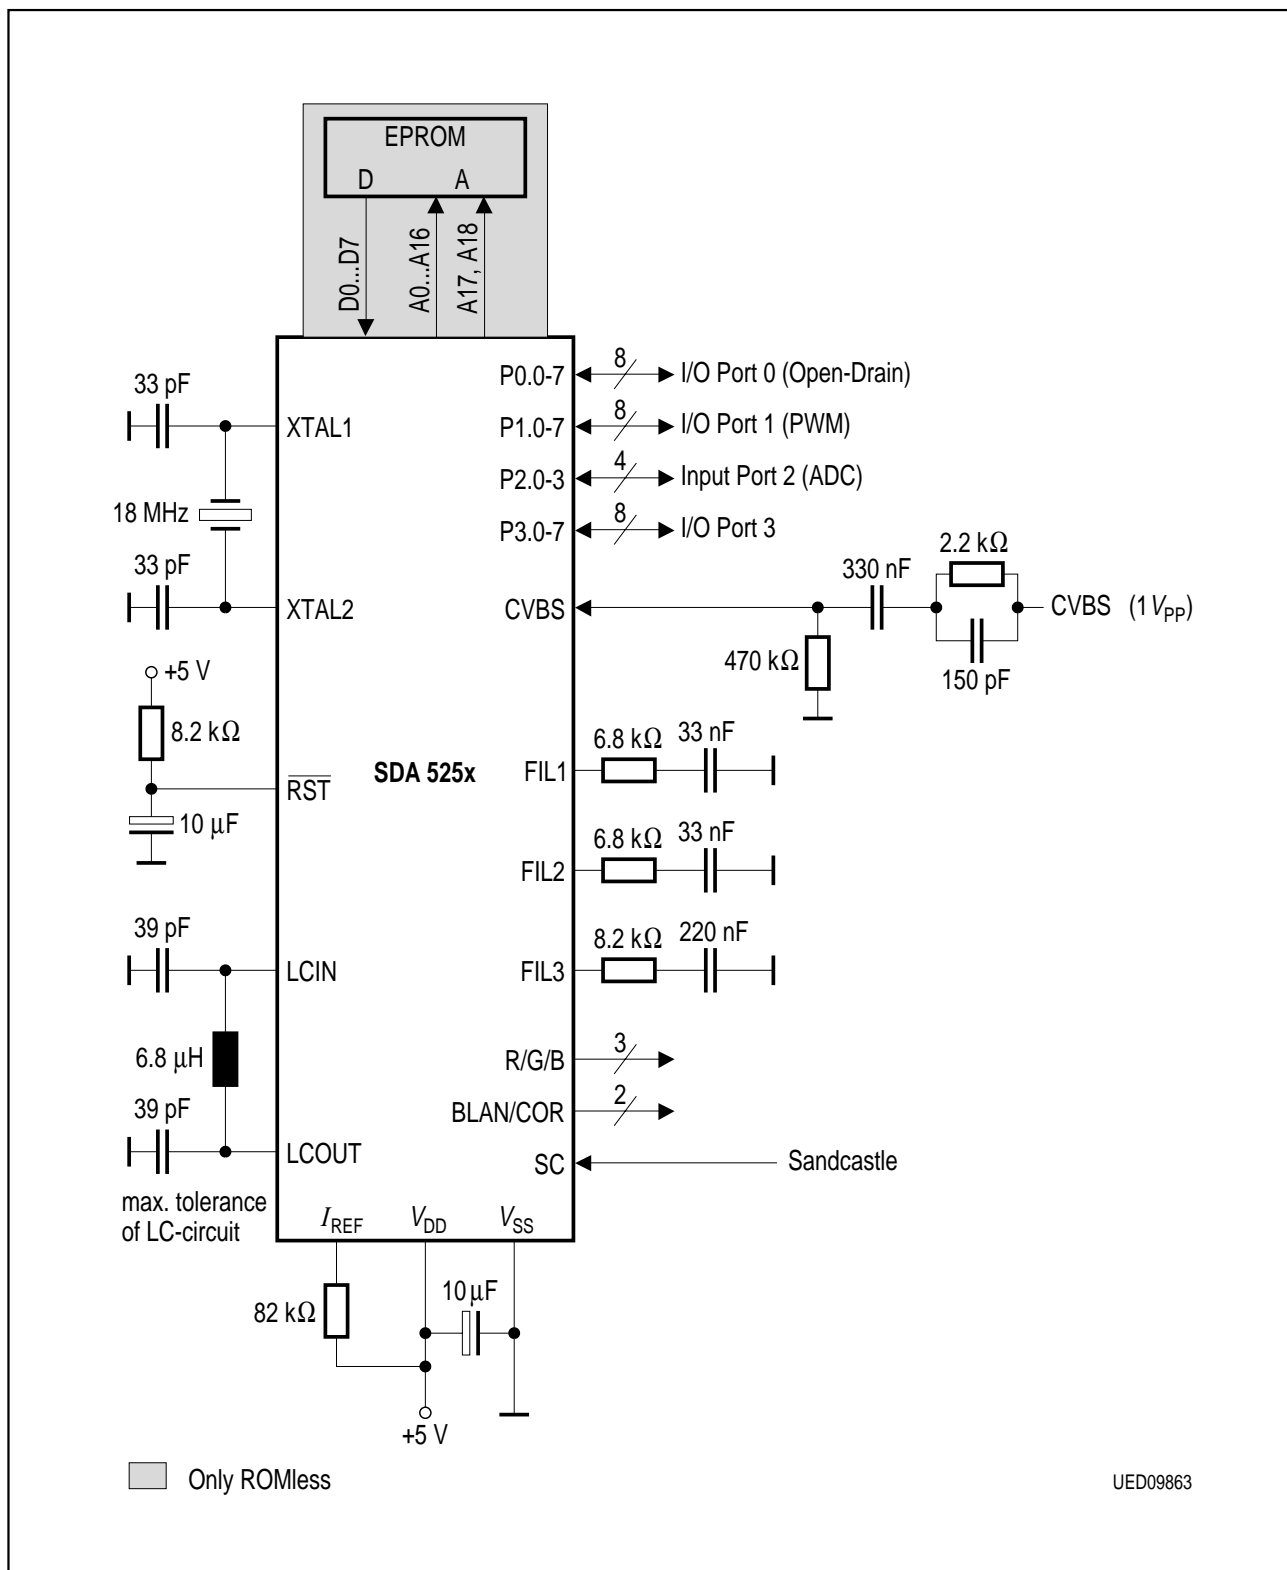 EPROM
D A
D0...D7
A0...A16
A17, A18
33 pF
XTAL1
18 MHz
33 pF
XTAL2
+5 V
8.2 kΩ
RST
10 µF
39 pF
LCIN
6.8 µH
39 pF
LCOUT
max. tolerance
of LC-circuit
SDA 525x
P0.0-7 8 I/O Port 0 (Open-Drain)
P1.0-7 8 I/O Port 1 (PWM)
P2.0-3 4 Input Port 2 (ADC)
P3.0-7 8 I/O Port 3
2.2 kΩ
330 nF
CVBS
CVBS (1 VPP)
470 kΩ
150 pF
6.8 kΩ 33 nF
FIL1
6.8 kΩ 33 nF
FIL2
8.2 kΩ 220 nF
FIL3
R/G/B 3
BLAN/COR 2
SC Sandcastle
IREF VDD VSS
10 µF
82 kΩ
+5 V
Only ROMless
UED09863